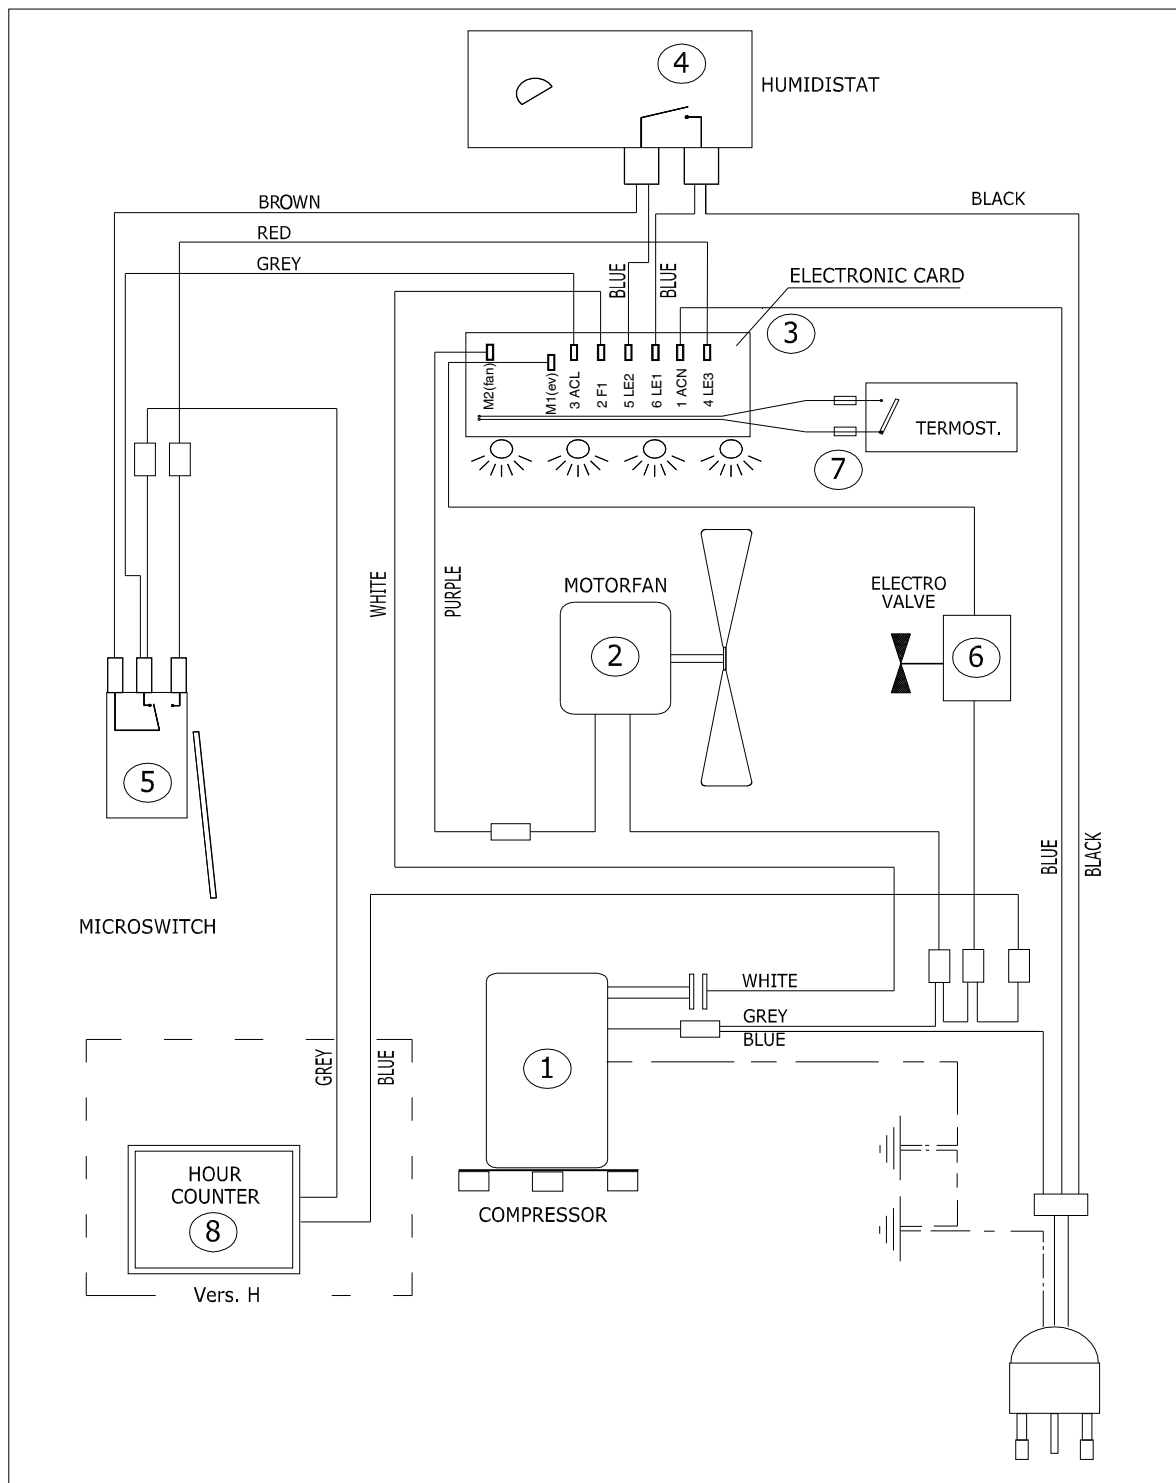 4
HUMIDISTAT
BROWN
BLACK
RED
GREY
BLUE
BLUE
ELECTRONIC CARD
3
M2(fan)
M1(ev)
3 ACL
2 F1
5 LE2
6 LE1
1 ACN
4 LE3
TERMOST.
7
WHITE
PURPLE
MOTORFAN
2
ELECTRO
VALVE
6
5
MICROSWITCH
BLUE
BLACK
WHITE
GREY
BLUE
1
COMPRESSOR
GREY
BLUE
HOUR
COUNTER
8
Vers. H